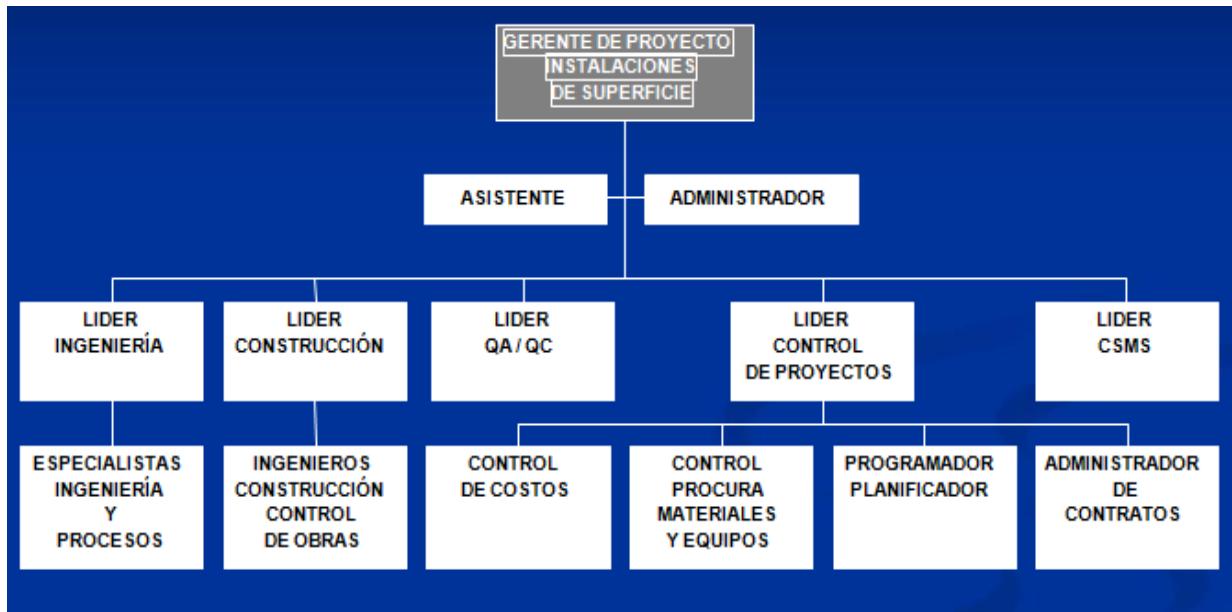 GERENTE DE PROYECTO
INSTALACIONES
DE SUPERFICIE
ASISTENTE
ADMINISTRADOR
LIDER
INGENIERÍA
LIDER
CONSTRUCCIÓN
LIDER
QA / QC
LIDER
CONTROL
DE PROYECTOS
LIDER
CSMS
ESPECIALISTAS
INGENIERÍA
Y
PROCESOS
INGENIEROS
CONSTRUCCIÓN
CONTROL
DE OBRAS
CONTROL
DE COSTOS
CONTROL
PROCURA
MATERIALES
Y EQUIPOS
PROGRAMADOR
PLANIFICADOR
ADMINISTRADOR
DE
CONTRATOS